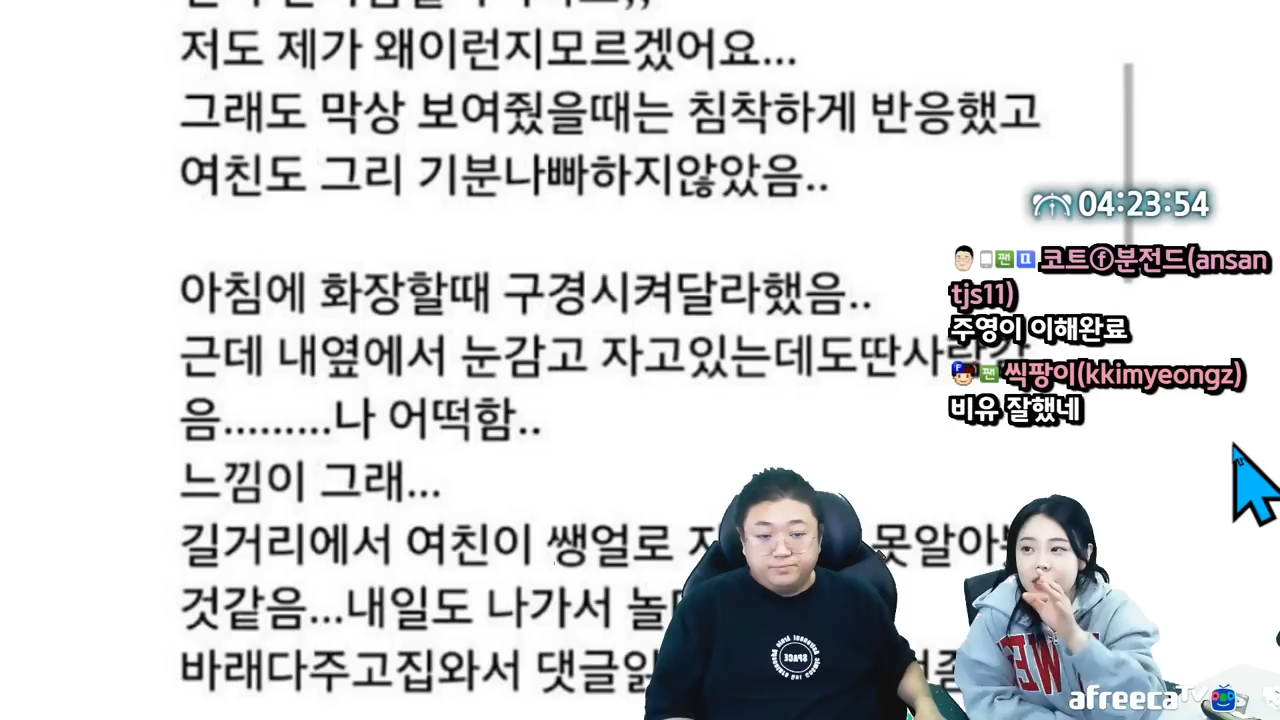 저도 제가 왜이런지모르겠어요...
그래도 막상 보여줬을때는 침착하게 반응했고
여친도 그리 기분나빠하지않았음..
04:23:54
코트ⓕ분전드(ansan
tjs11)
주영이 이해완료
씩팡이(kkimyeongz)
비유 잘했네
아침에 화장할때 구경시켜달라했음..
근데 내옆에서 눈감고 자고있는데도딴사
음.........나 어떡함..
느낌이 그래...
길거리에서 여친이 쌩얼로 못알아
것같음...내일도 나가서
바래다주고집와서
SPACE
afreecaTV